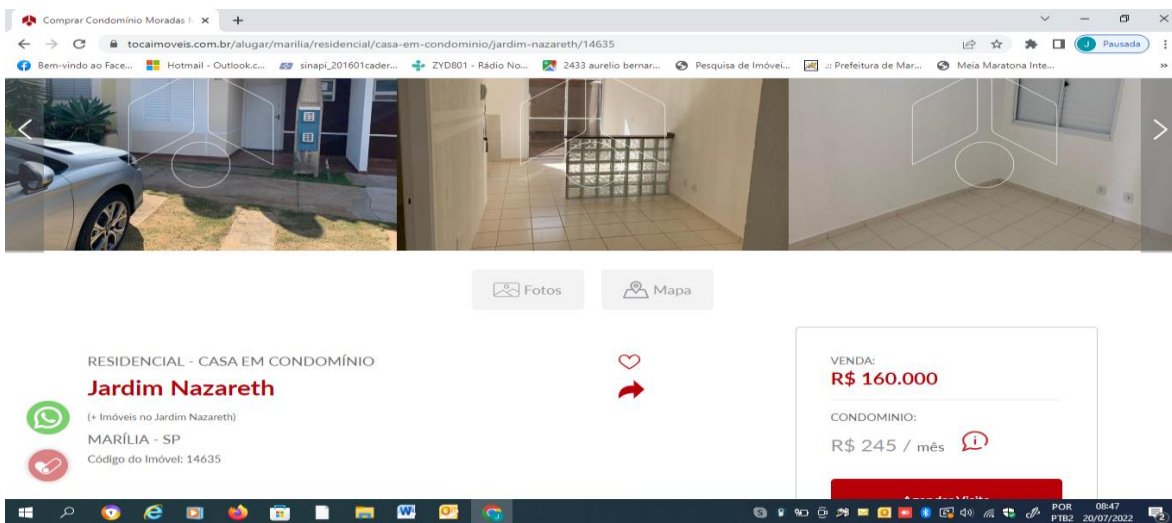 Comprar Condomínio Moradas
tocaimoveis.com.br/alugar/marilia/residencial/casa-em-condominio/jardim-nazareth/14635
Pausada
Bem-vindo ao Face... Hotmail - Outlook.c... sinapi_201601cader... ZYD801 - Rádio No... 2433 aurelio bernar... Pesquisa de Imóvei... .:: Prefeitura de Mar... Meia Maratona Inte...
Fotos Mapa
RESIDENCIAL - CASA EM CONDOMÍNIO
Jardim Nazareth
(+ Imóveis no Jardim Nazareth)
MARÍLIA - SP
Código do Imóvel: 14635
VENDA:
R$ 160.000
CONDOMINIO:
R$ 245 / mês
Agendar Visita
POR 08:47
PTB2 20/07/2022